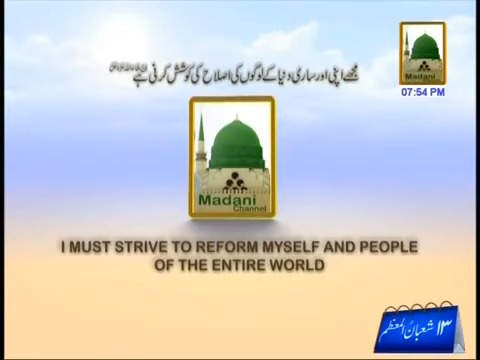 مجھے اپنی اور ساری دنیا کے لوگوں کی اصلاح کی کوشش کرنی ہے
Madani
07:54 PM
Madani
Channel
I MUST STRIVE TO REFORM MYSELF AND PEOPLE
OF THE ENTIRE WORLD
۱۳ شعبان المعظم